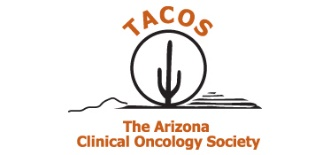 TACOS
The Arizona
Clinical Oncology Society